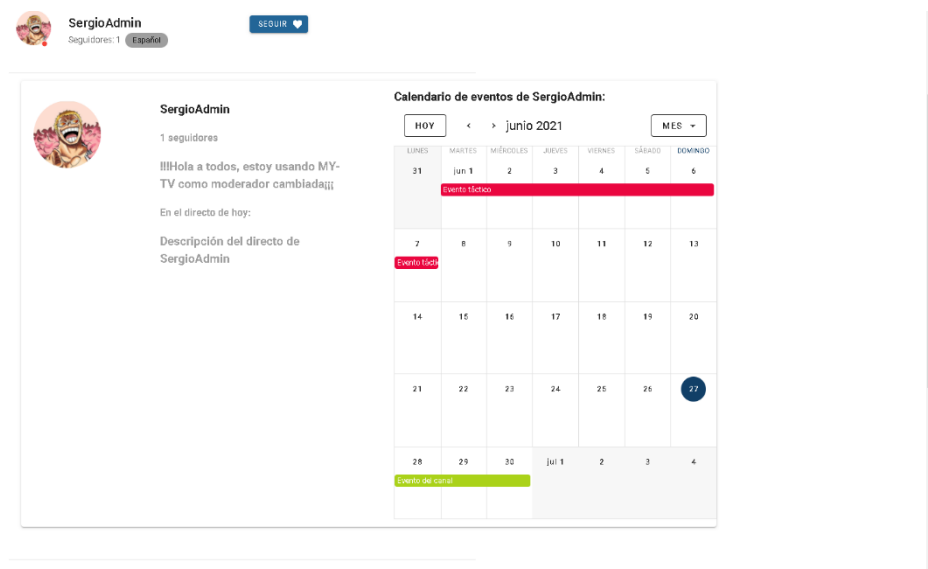 SergioAdmin
SEGUIR
Seguidores: 1 Español
SergioAdmin
1 seguidores
!!!Hola a todos, estoy usando MY-
TV como moderador cambiada¡¡¡
En el directo de hoy:
Descripción del directo de
SergioAdmin
Calendario de eventos de SergioAdmin:
HOY ‹ › junio 2021 MES
LUNES MARTES MIÉRCOLES JUEVES VIERNES SÁBADO DOMINGO
31 jun 1 2 3 4 5 6
Evento táctico
7 8 9 10 11 12 13
Evento tácti
14 15 16 17 18 19 20
21 22 23 24 25 26 27
28 29 30 jul 1 2 3 4
Evento del canal